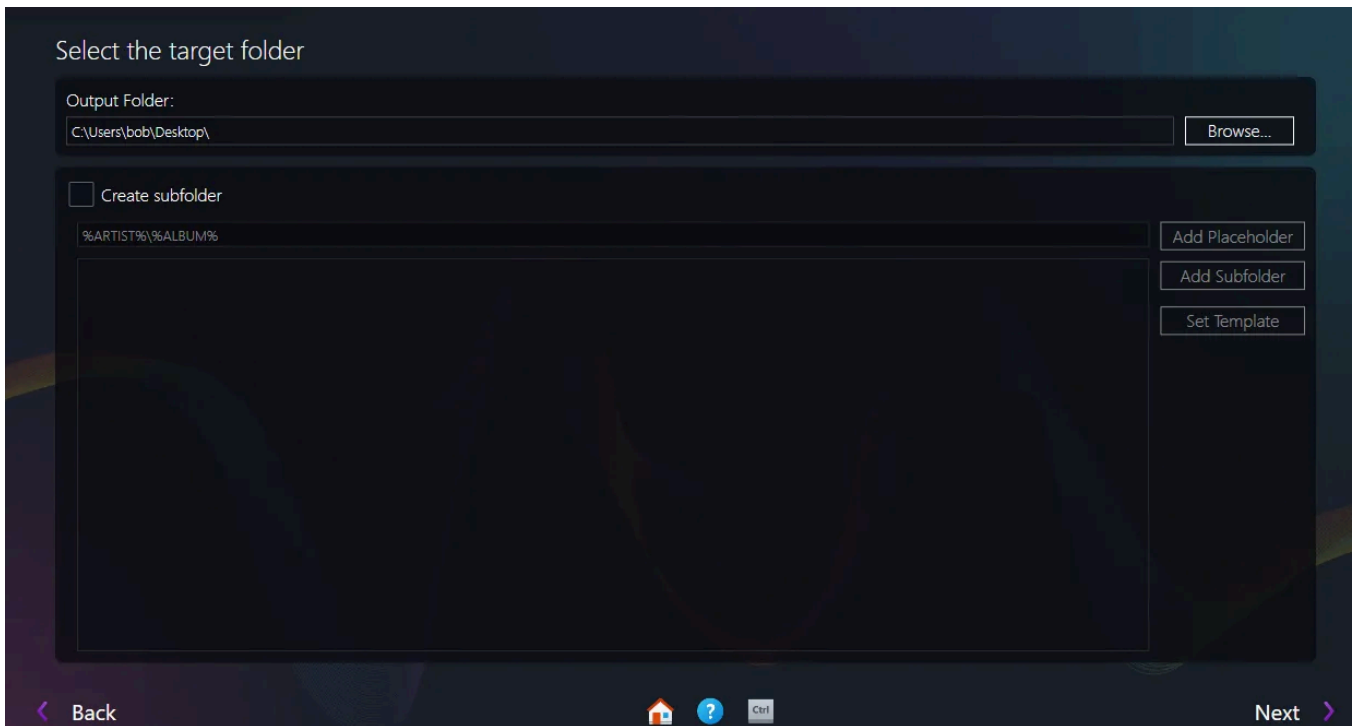 Select the target folder
Output Folder:
C:\Users\bob\Desktop\
Browse...
Create subfolder
%ARTIST%\%ALBUM%
Add Placeholder
Add Subfolder
Set Template
Back
?
Ctrl
Next